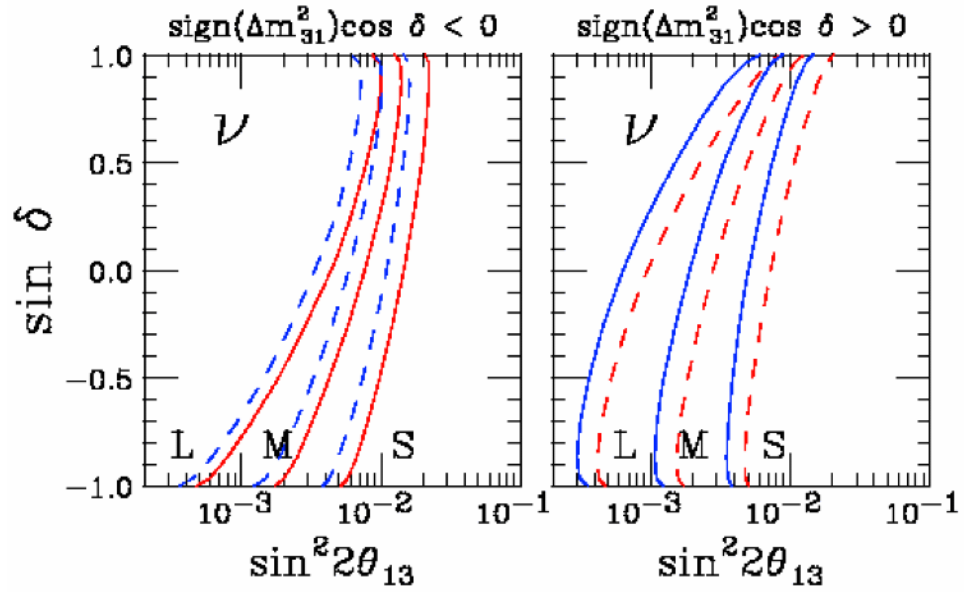 sign(Δm²₃₁)cos δ < 0
sign(Δm²₃₁)cos δ > 0
sin δ
1.0
0.5
0.0
−0.5
−1.0
ν
L M S
ν
L M S
10⁻³ 10⁻² 10⁻¹
10⁻³ 10⁻² 10⁻¹
sin²2θ₁₃
sin²2θ₁₃